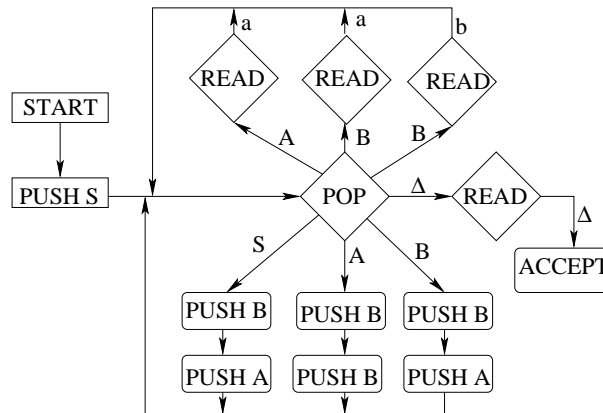 a a b
READ READ READ
START
A B B
PUSH S POP Δ READ Δ
S A B ACCEPT
PUSH B PUSH B PUSH B
PUSH A PUSH B PUSH A